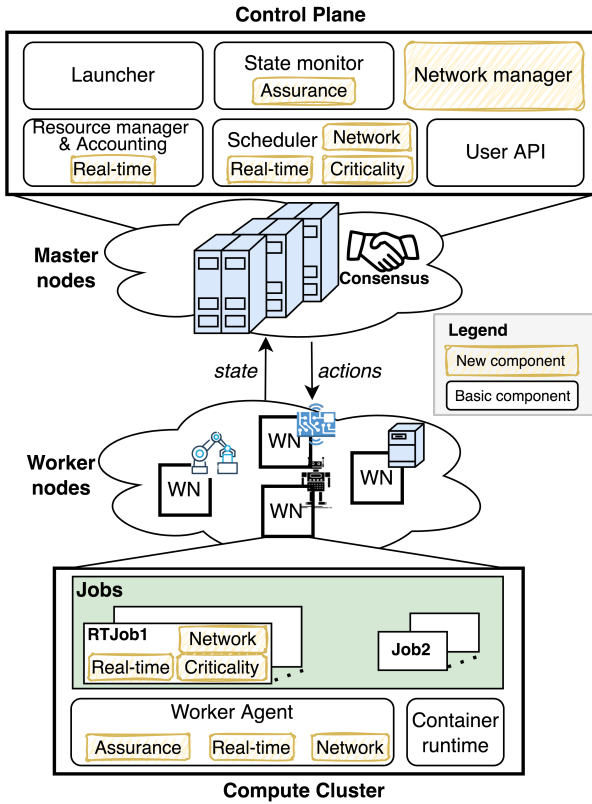 Control Plane
Launcher
State monitor
Assurance
Network manager
Resource manager
& Accounting
Real-time
Scheduler
Network
Real-time
Criticality
User API
Master
nodes
Consensus
Legend
New component
Basic component
state
actions
Worker
nodes
WN
WN
WN
WN
Jobs
RTJob1
Network
Real-time
Criticality
Job2
Worker Agent
Assurance
Real-time
Network
Container
runtime
Compute Cluster